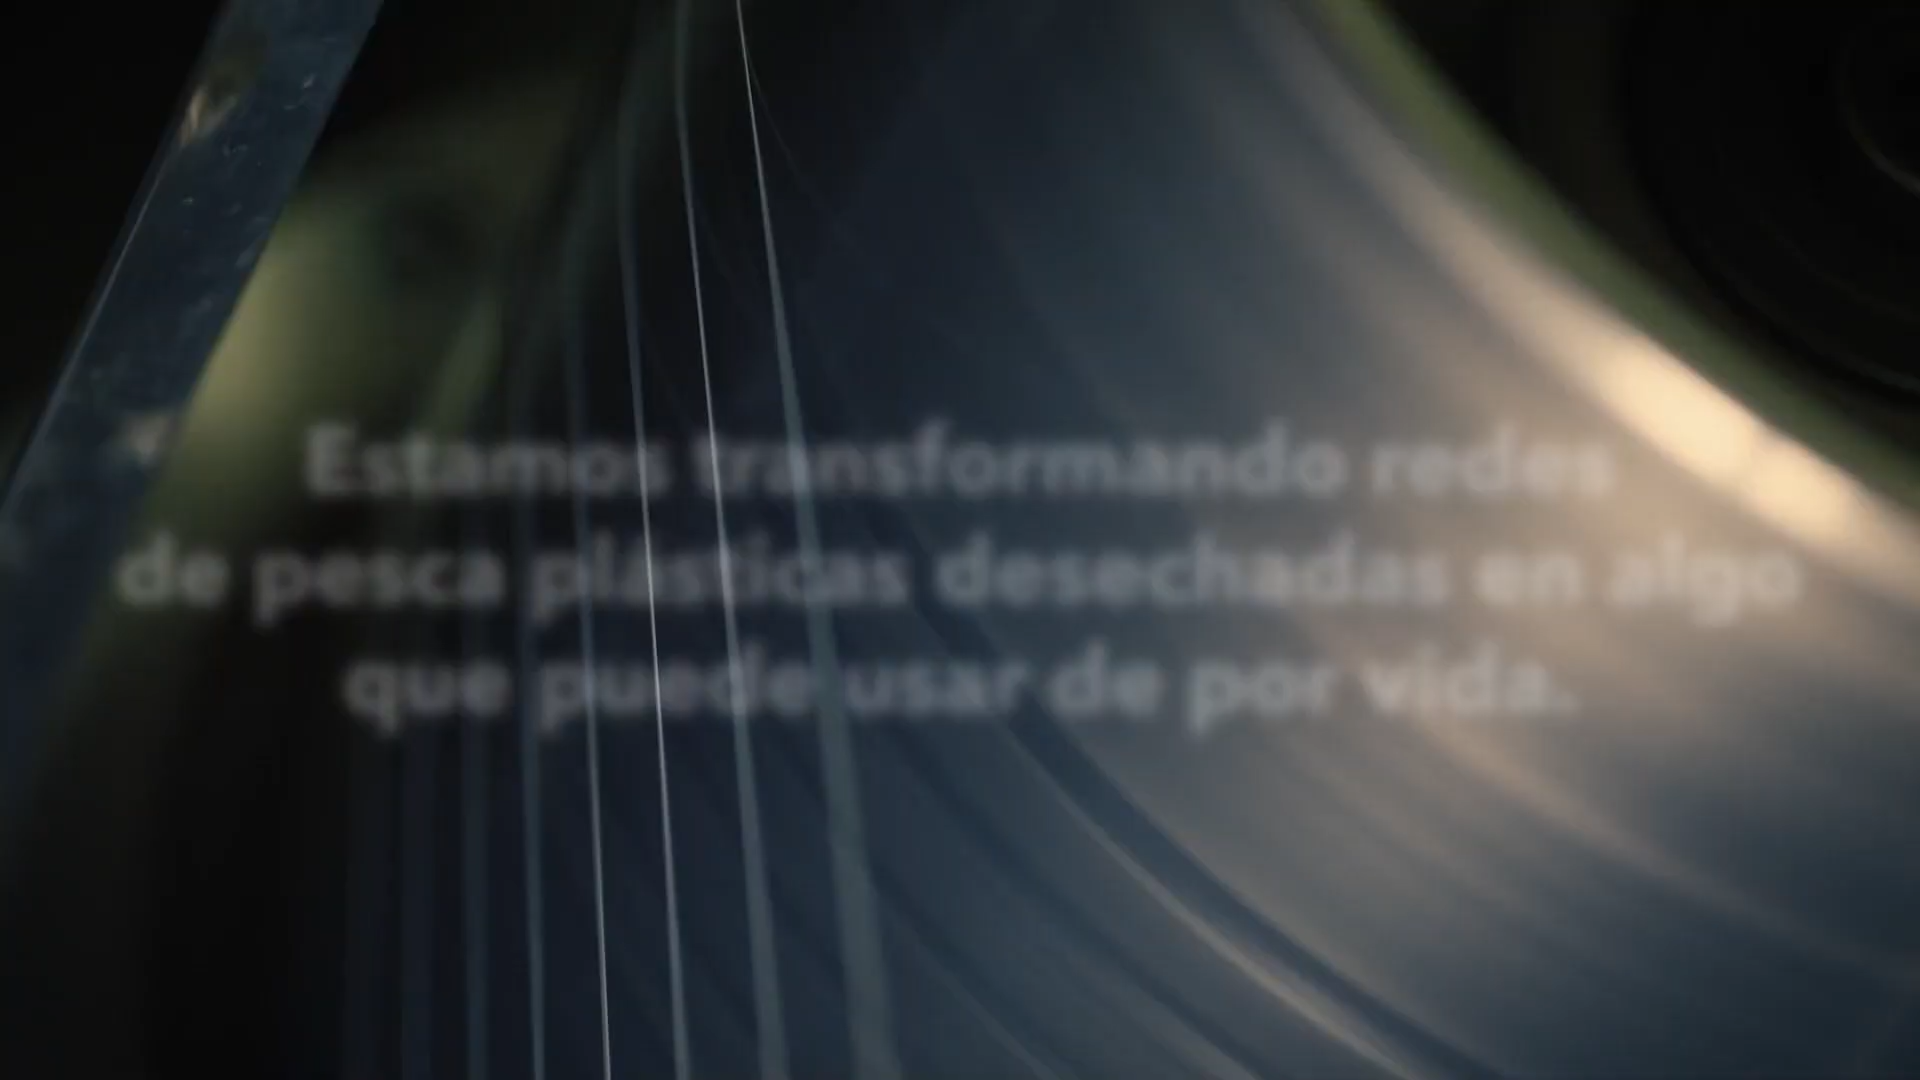 Estamos transformando redes
de pesca plásticas desechadas en algo
que puede usar de por vida.